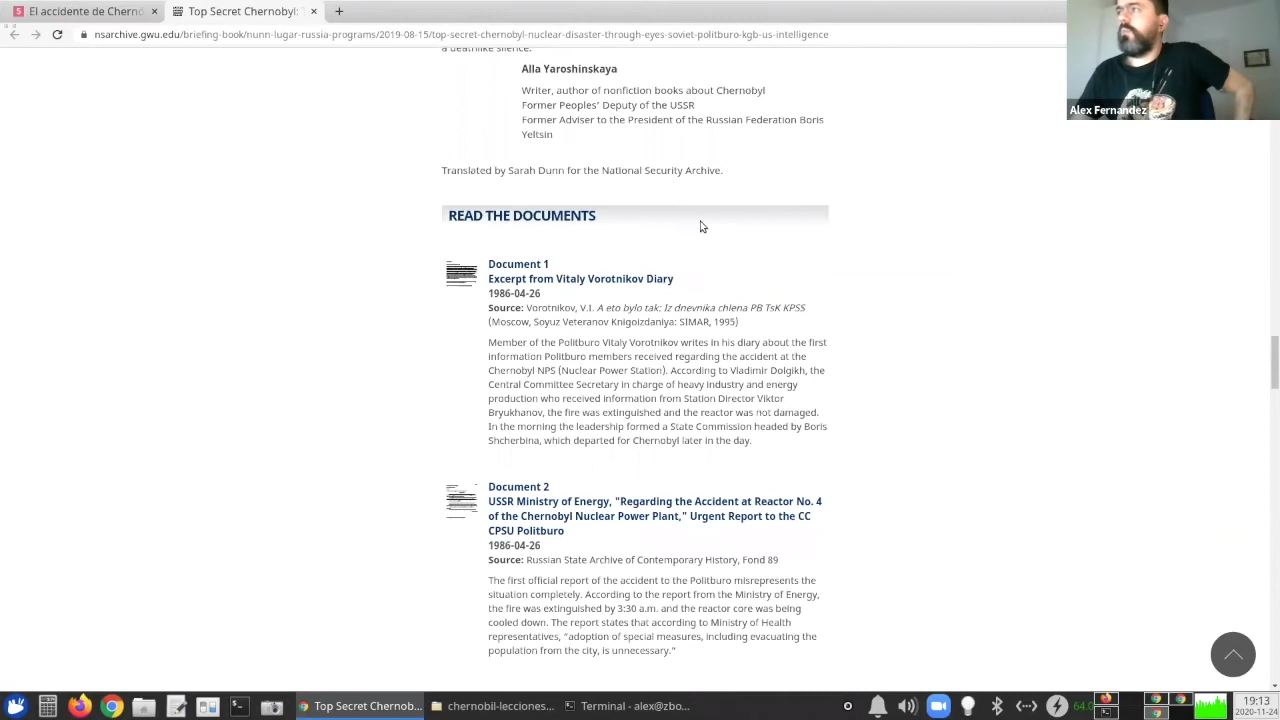 El accidente de
Top Secret Chernobyl:
nsarchive.gwu.edu/briefing-book/nunn-lugar-russia-programs/2019-08-15/top-secret-chernobyl-nuclear-disaster-through-eyes-soviet-politburo-kgb-us-intelligence
a deathlike silence.
Alla Yaroshinskaya
Writer, author of nonfiction books about Chernobyl
Former Peoples' Deputy of the USSR
Former Adviser to the President of the Russian Federation Boris
Yeltsin
Alex Fernandez
Translated by Sarah Dunn for the National Security Archive.
READ THE DOCUMENTS
Document 1
Excerpt from Vitaly Vorotnikov Diary
1986-04-26
Source: Vorotnikov, V.I. A eto bylo tak: Iz dnevnika chlena PB TsK KPSS
(Moscow, Soyuz Veteranov Knigoizdaniya: SIMAR, 1995)
Member of the Politburo Vitaly Vorotnikov writes in his diary about the first
information Politburo members received regarding the accident at the
Chernobyl NPS (Nuclear Power Station). According to Vladimir Dolgikh, the
Central Committee Secretary in charge of heavy industry and energy
production who received information from Station Director Viktor
Bryukhanov, the fire was extinguished and the reactor was not damaged.
In the morning the leadership formed a State Commission headed by Boris
Shcherbina, which departed for Chernobyl later in the day.
Document 2
USSR Ministry of Energy, "Regarding the Accident at Reactor No. 4
of the Chernobyl Nuclear Power Plant," Urgent Report to the CC
CPSU Politburo
1986-04-26
Source: Russian State Archive of Contemporary History, Fond 89
The first official report of the accident to the Politburo misrepresents the
situation completely. According to the report from the Ministry of Energy,
the fire was extinguished by 3:30 a.m. and the reactor core was being
cooled down. The report states that according to Ministry of Health
representatives, "adoption of special measures, including evacuating the
population from the city, is unnecessary."
Top Secret Chernob...
chernobil-lecciones...
Terminal - alex@zbo...
64.0
19:13
2020-11-24